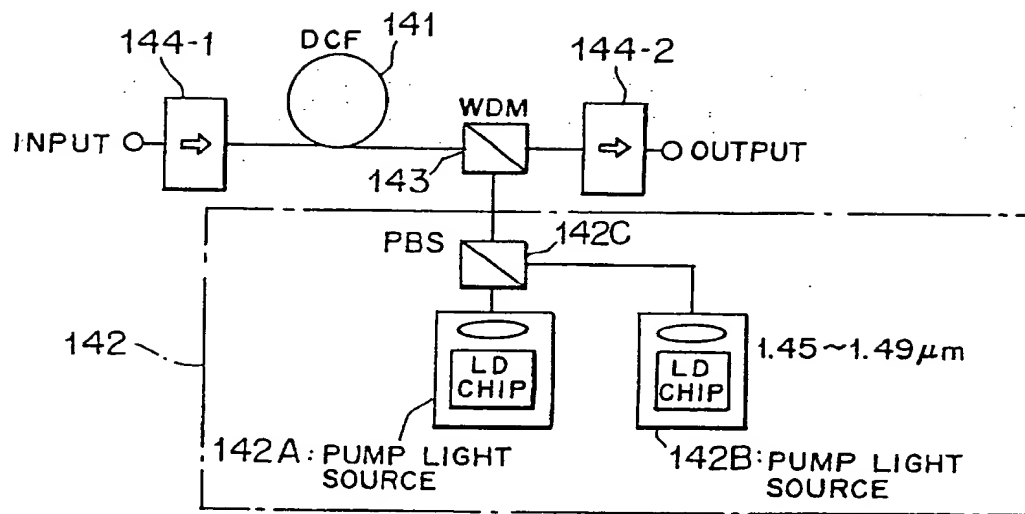 141
144-1
DCF
144-2
WDM
INPUT
OUTPUT
143
PBS
142C
142
LD
CHIP
LD
CHIP
1.45~1.49μm
142A: PUMP LIGHT
SOURCE
142B: PUMP LIGHT
SOURCE